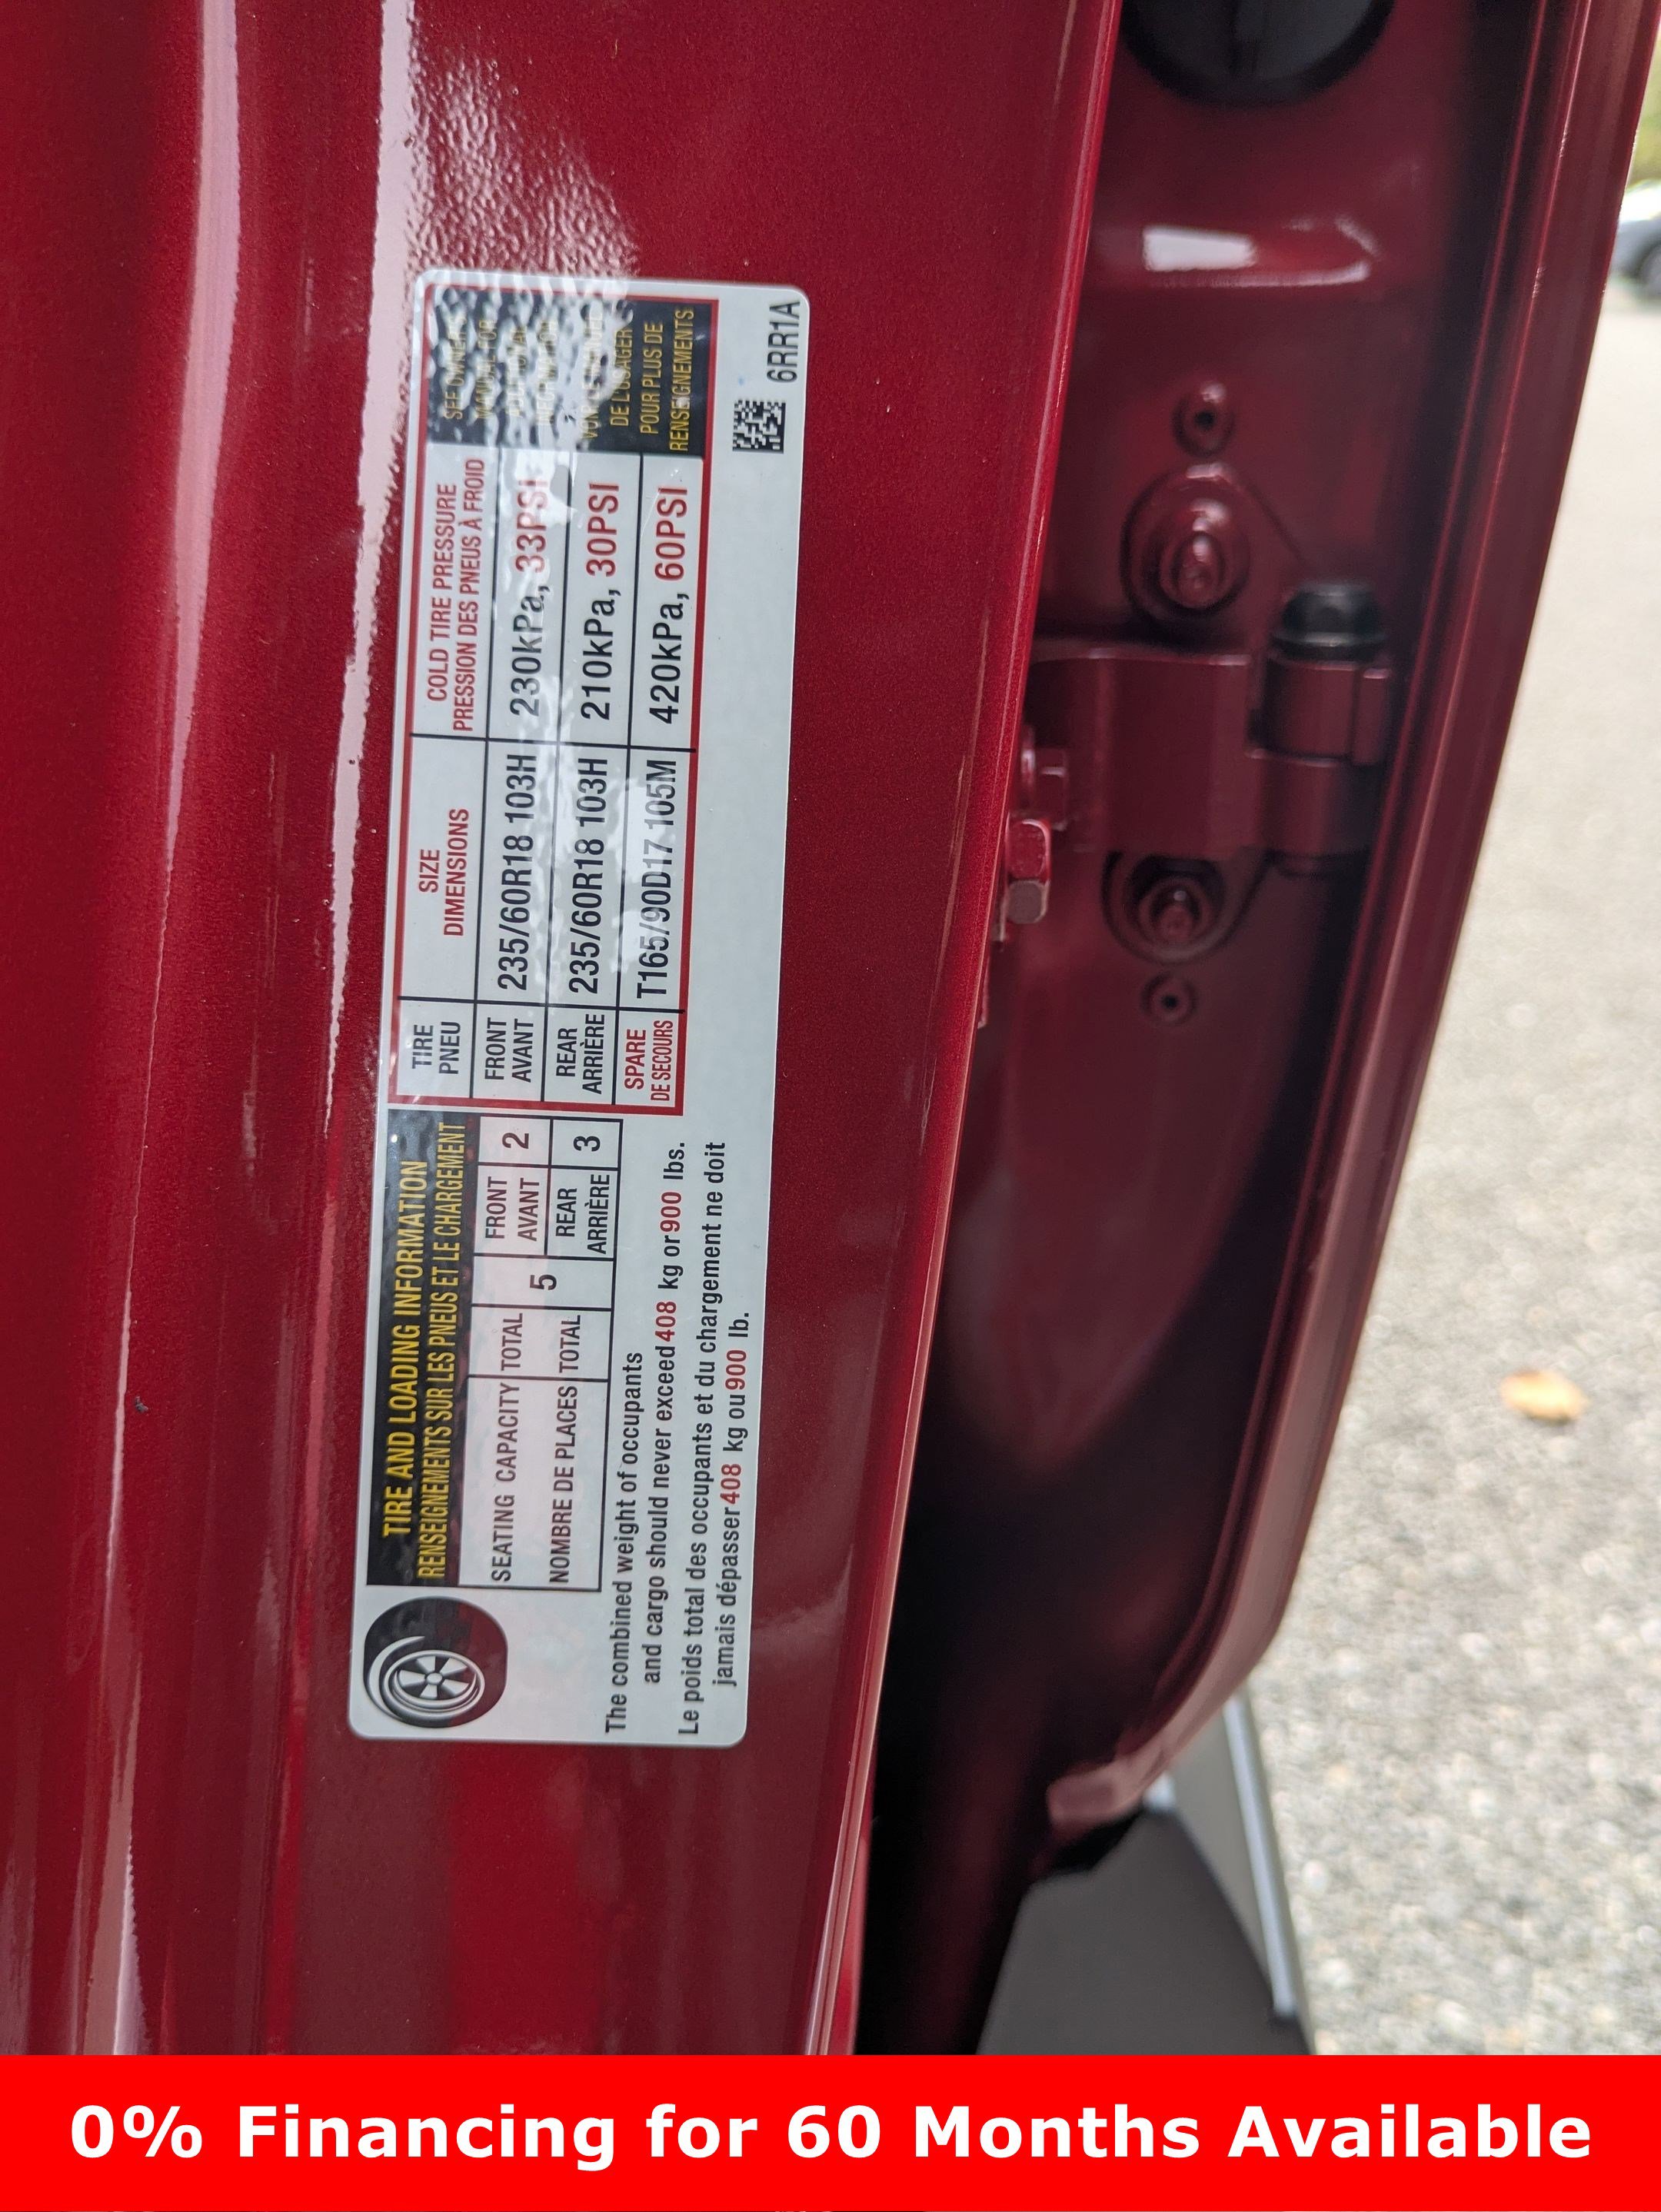 TIRE AND LOADING INFORMATION
RENSEIGNEMENTS SUR LES PNEUS ET LE CHARGEMENT
SEATING CAPACITY
NOMBRE DE PLACES
TOTAL
TOTAL
5
FRONT
AVANT
2
REAR
ARRIÈRE
3
The combined weight of occupants
and cargo should never exceed 408 kg or 900 lbs.
Le poids total des occupants et du chargement ne doit
jamais dépasser 408 kg ou 900 lb.
TIRE
PNEU
SIZE
DIMENSIONS
COLD TIRE PRESSURE
PRESSION DES PNEUS À FROID
FRONT
AVANT
235/60R18 103H
230kPa, 33PSI
REAR
ARRIÈRE
235/60R18 103H
210kPa, 30PSI
SPARE
DE SECOURS
T165/90D17 105M
420kPa, 60PSI
SEE OWNER'S
MANUAL FOR
DE L'USAGER
POUR PLUS DE
RENSEIGNEMENTS
6RR1A
0% Financing for 60 Months Available